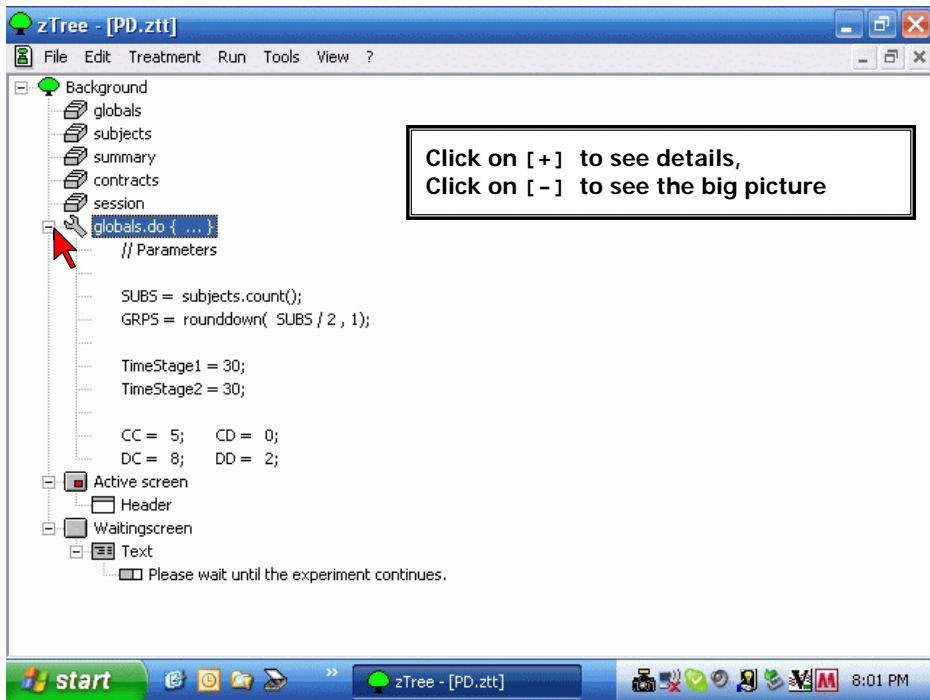 zTree - [PD.ztt]
File Edit Treatment Run Tools View ?
Background
globals
subjects
summary
contracts
session
globals.do { ... }
// Parameters
SUBS = subjects.count();
GRPS = rounddown( SUBS / 2 , 1);
TimeStage1 = 30;
TimeStage2 = 30;
CC = 5; CD = 0;
DC = 8; DD = 2;
Active screen
Header
Waitingscreen
Text
Please wait until the experiment continues.
Click on [+] to see details,
Click on [-] to see the big picture
start
zTree - [PD.ztt]
8:01 PM